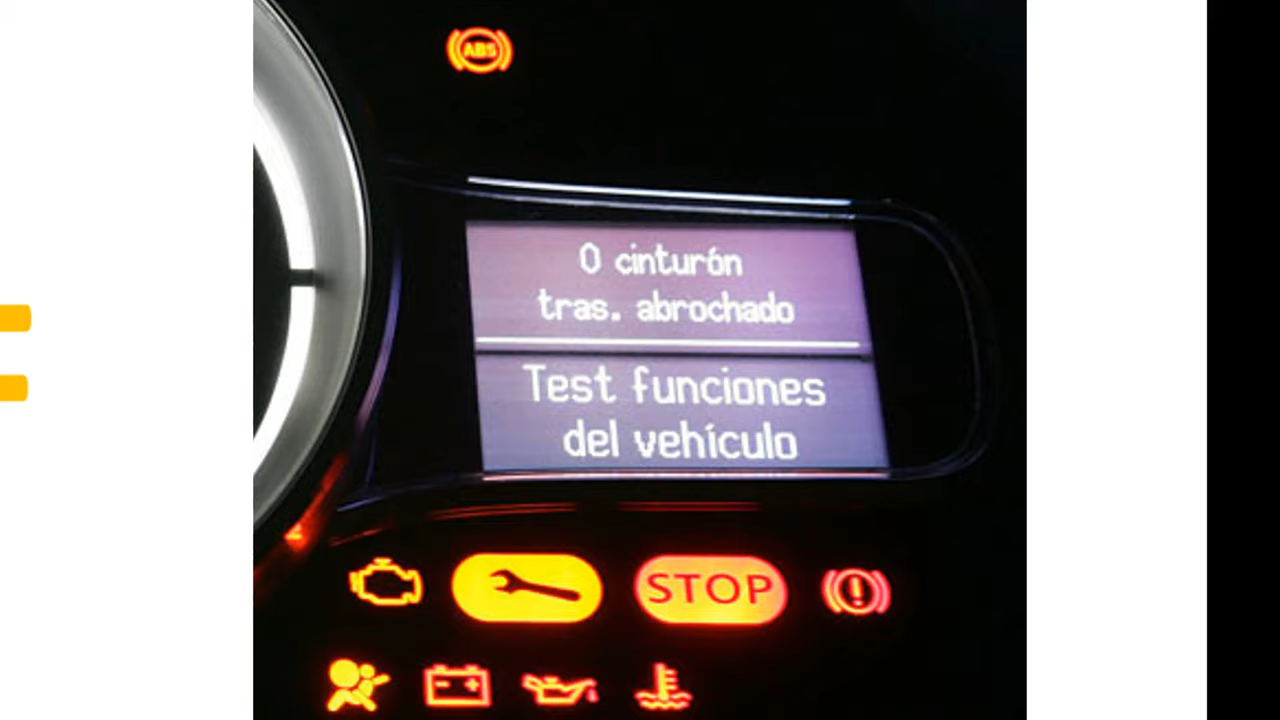 ABS
0 cinturón
tras. abrochado
Test funciones
del vehículo
STOP